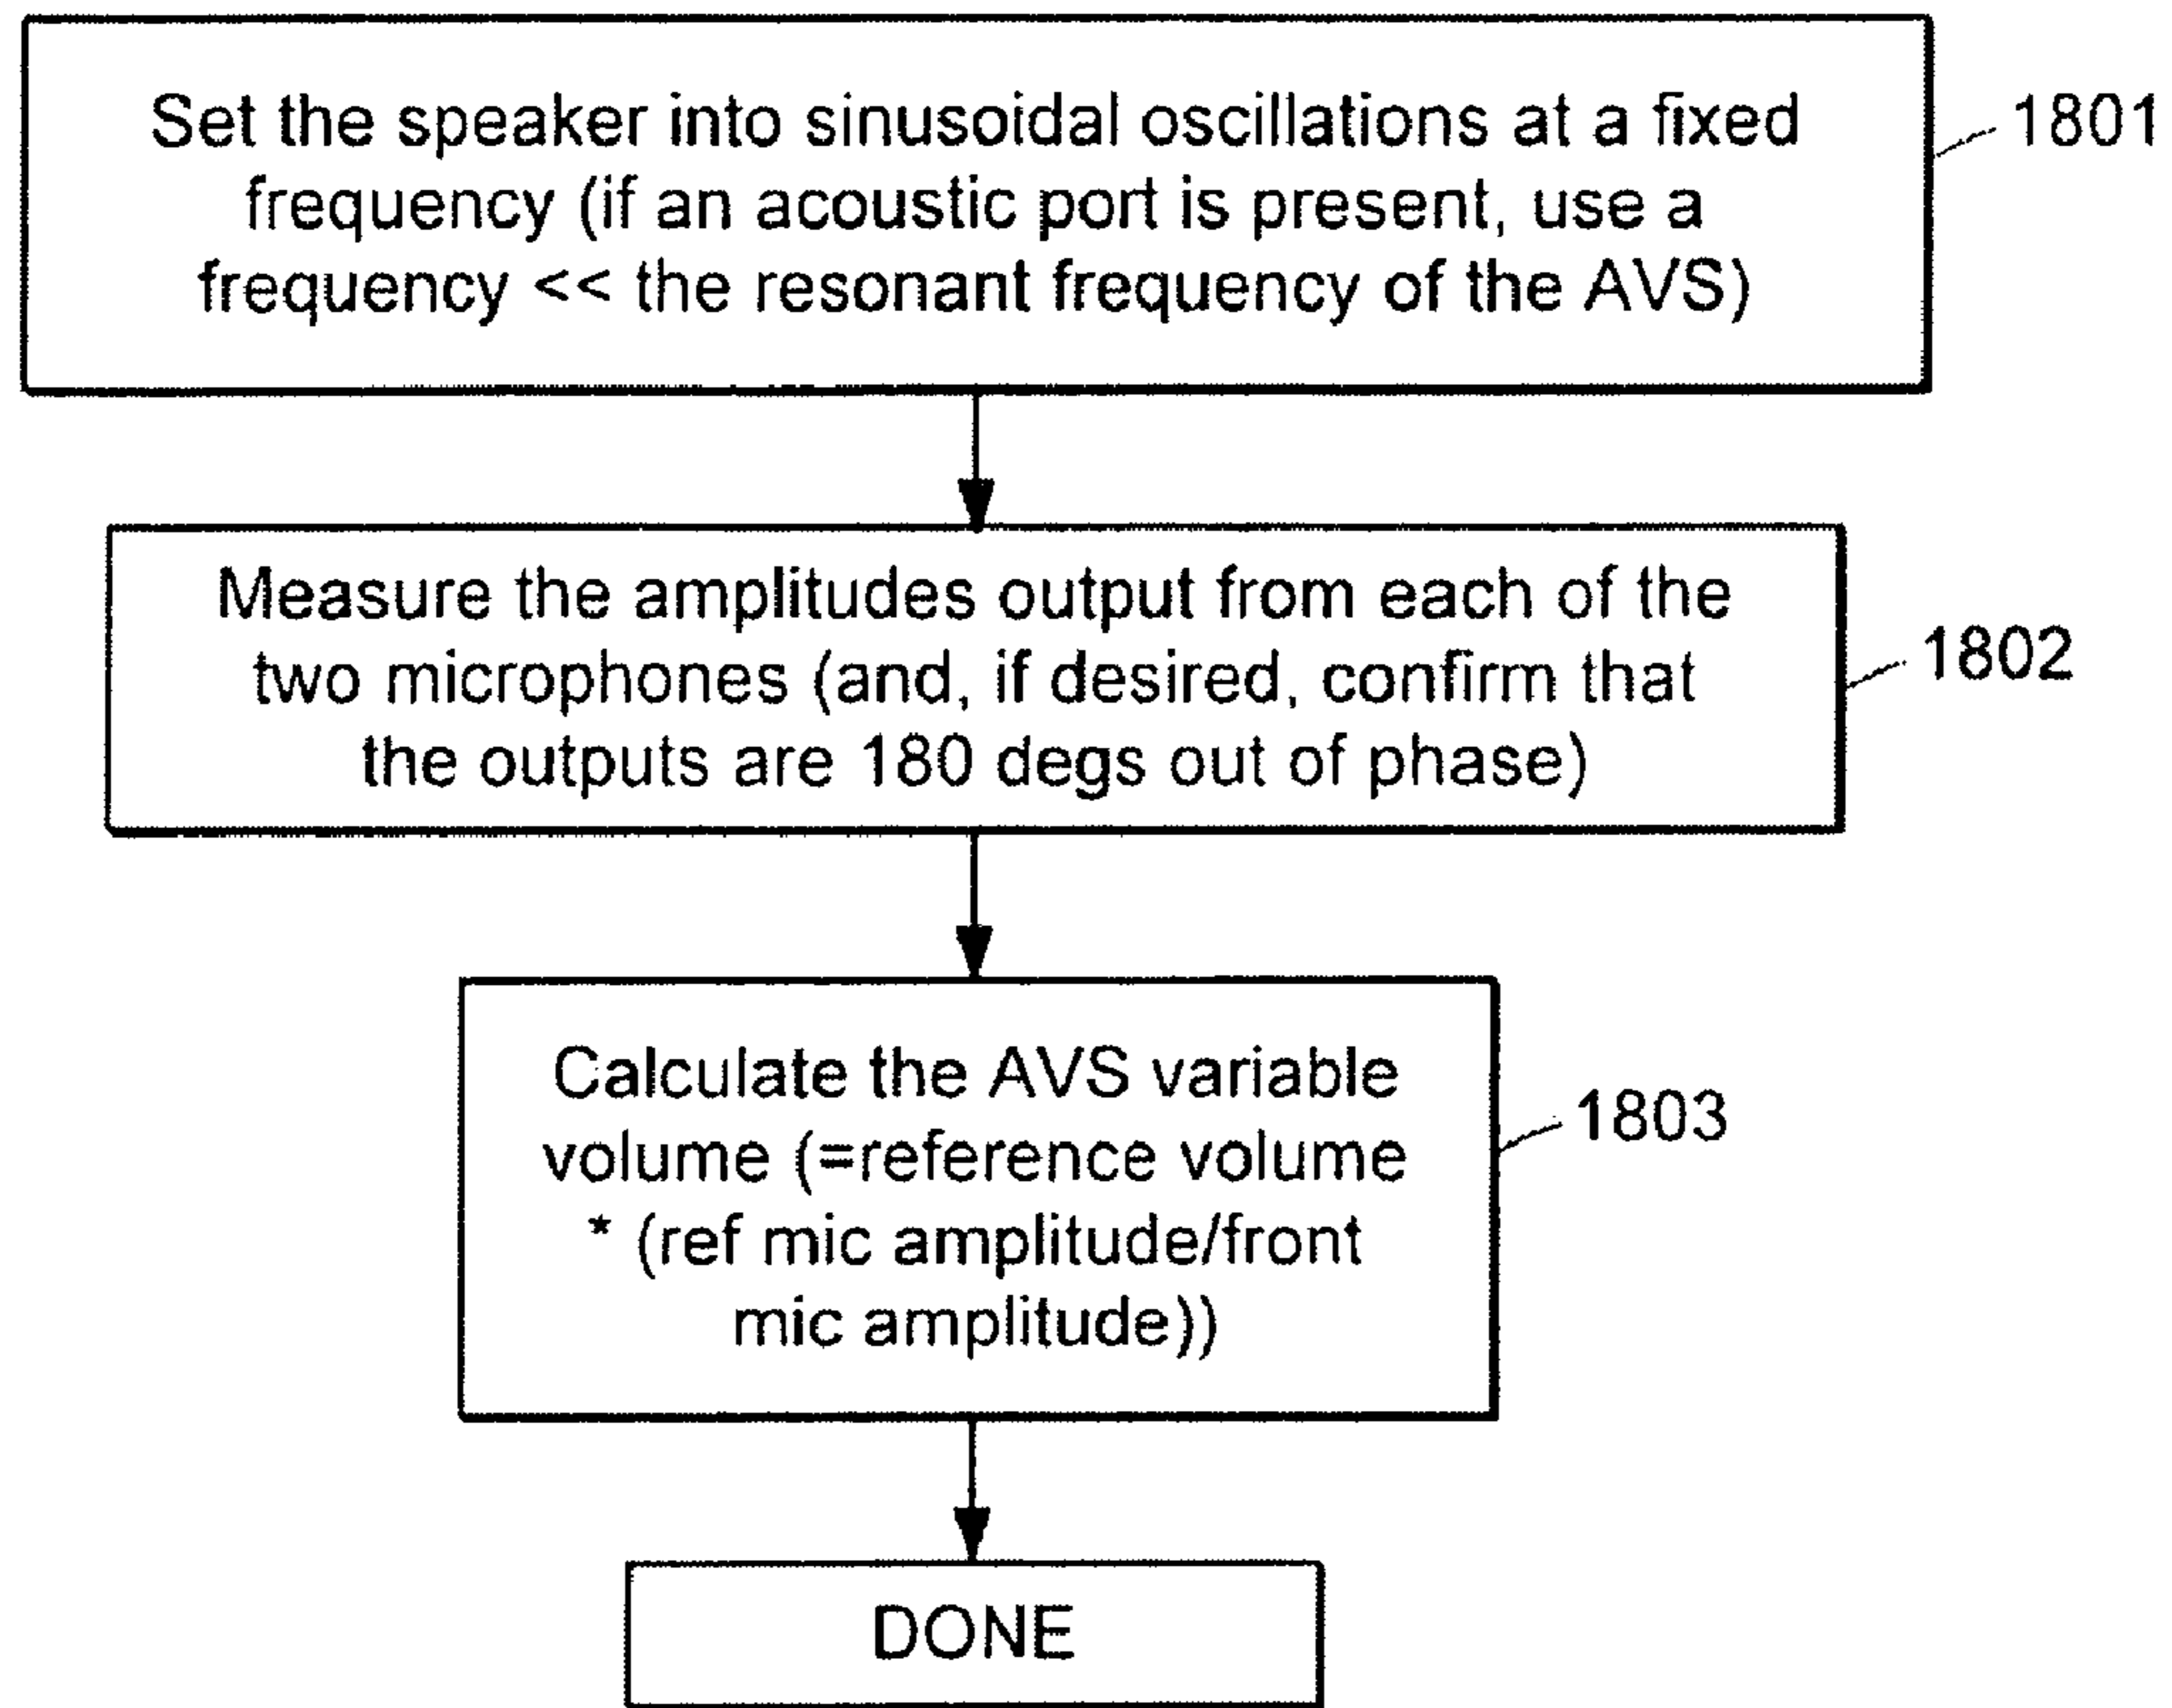 Set the speaker into sinusoidal oscillations at a fixed
frequency (if an acoustic port is present, use a
frequency << the resonant frequency of the AVS)
1801
Measure the amplitudes output from each of the
two microphones (and, if desired, confirm that
the outputs are 180 degs out of phase)
1802
Calculate the AVS variable
volume (=reference volume
* (ref mic amplitude/front
mic amplitude))
1803
DONE